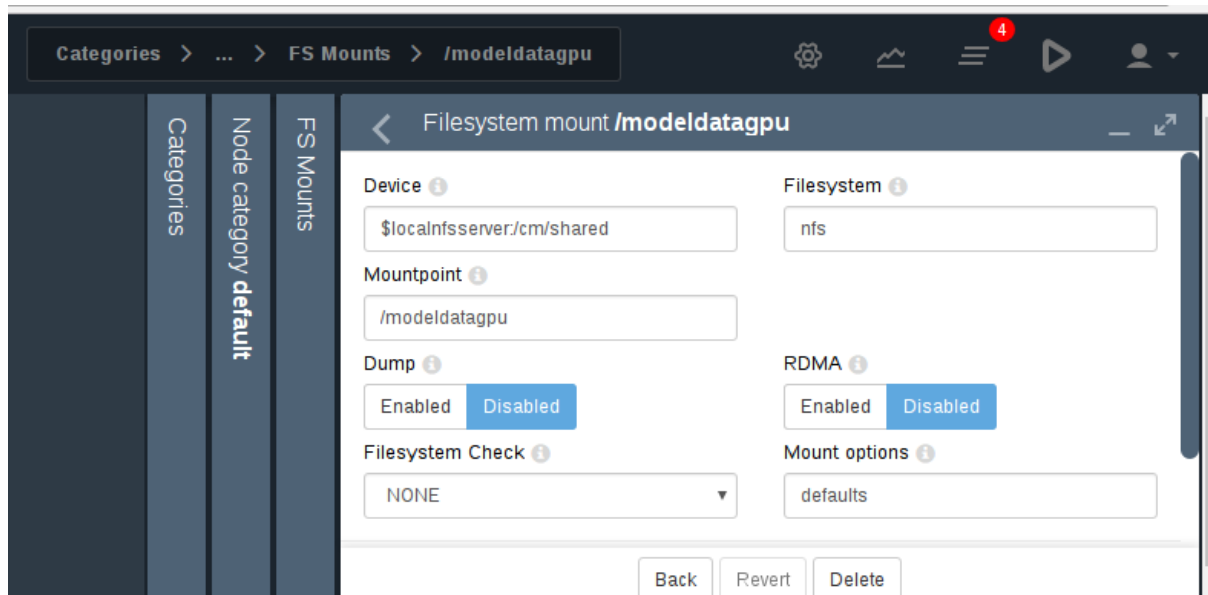 Categories > ... > FS Mounts > /modeldatagpu
4
Categories
Node category default
FS Mounts
Filesystem mount /modeldatagpu
Device
Filesystem
$localnfsserver:/cm/shared
nfs
Mountpoint
/modeldatagpu
Dump
RDMA
Enabled Disabled
Enabled Disabled
Filesystem Check
Mount options
NONE
defaults
Back Revert Delete